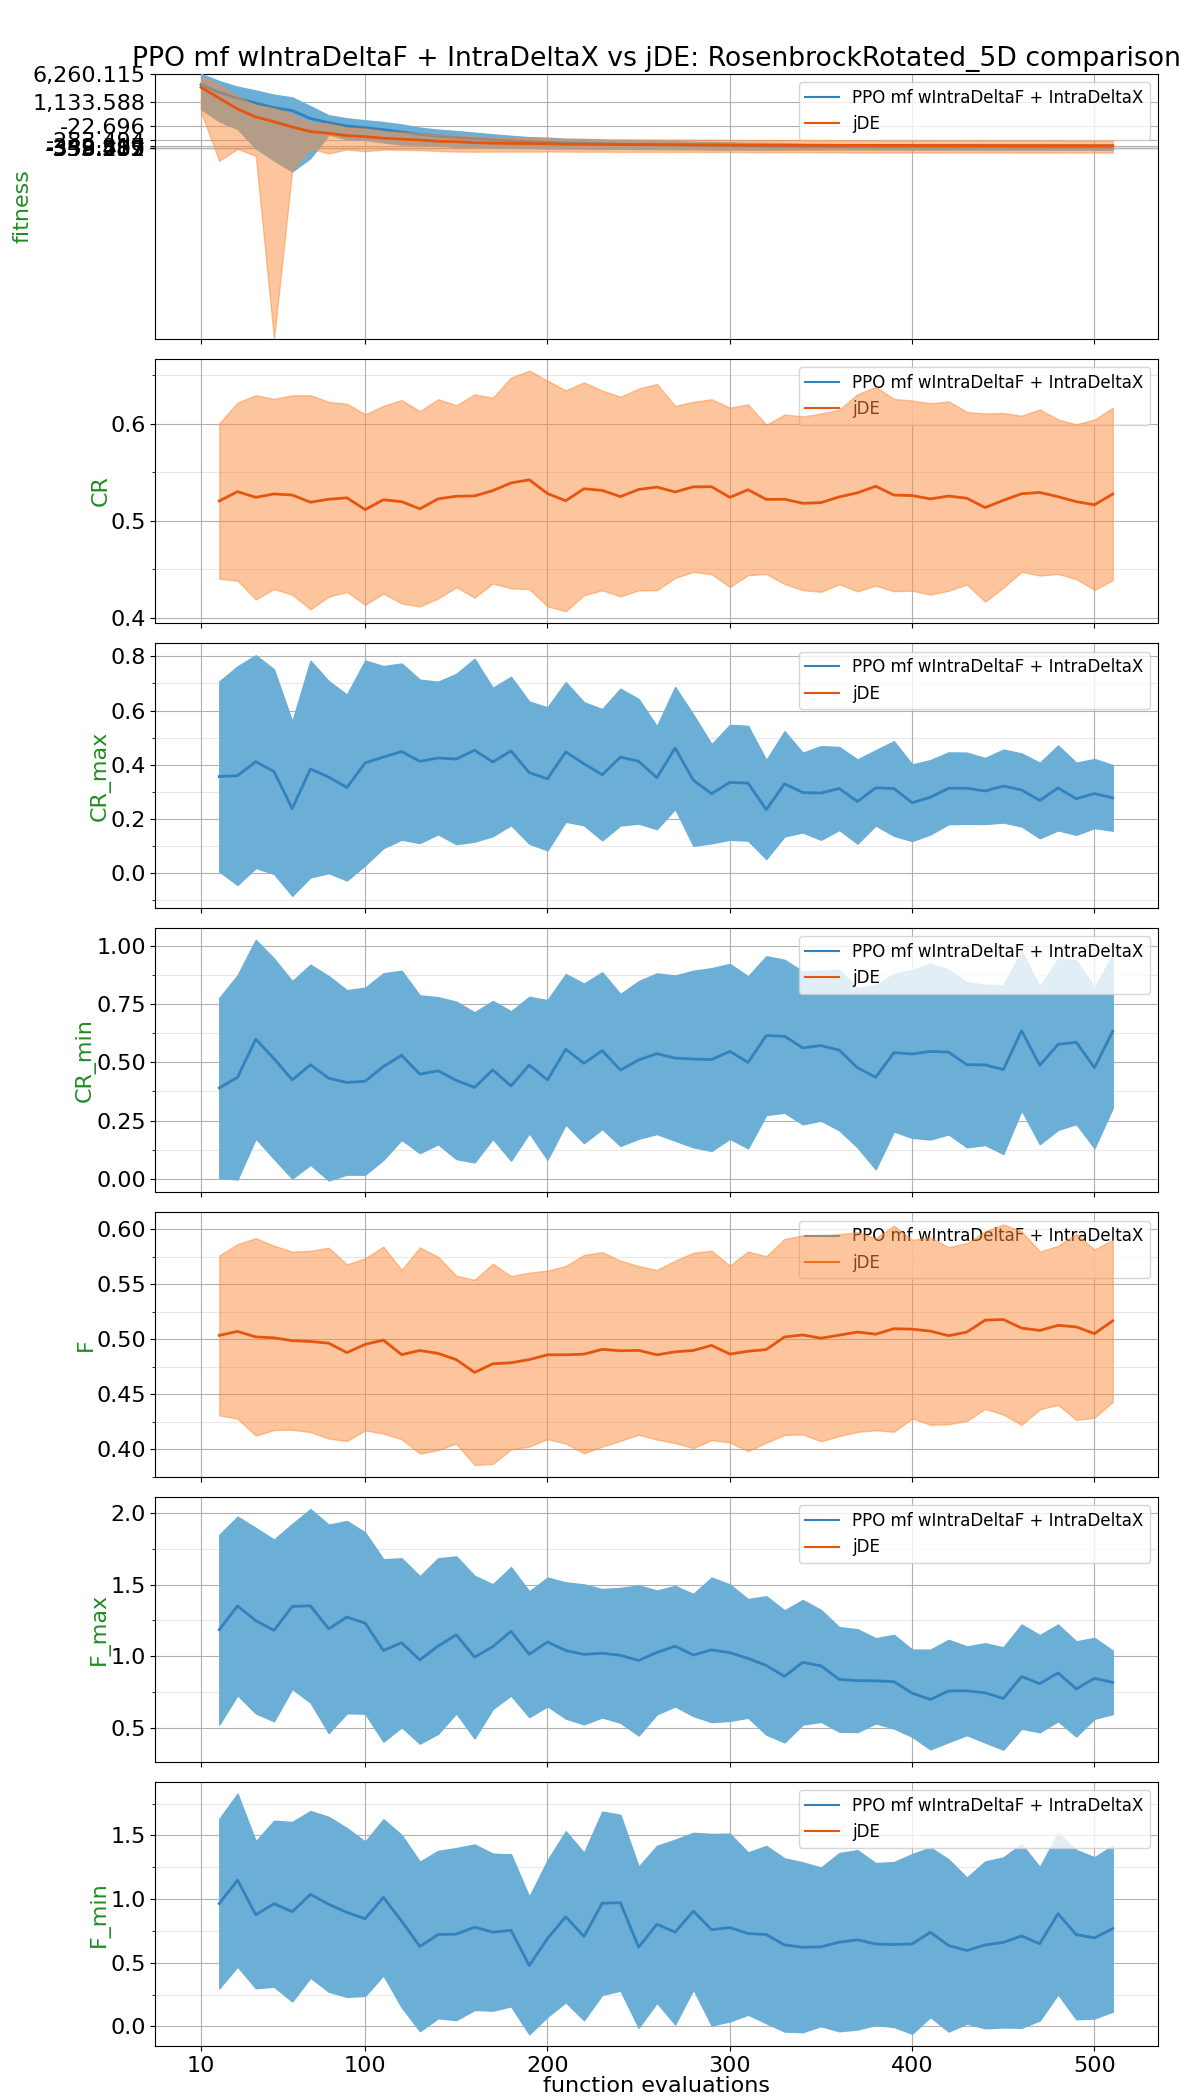 PPO mf wIntraDeltaF + IntraDeltaX vs jDE: RosenbrockRotated_5D comparison
6,260.115
1,133.588
-22.696
fitness
PPO mf wIntraDeltaF + IntraDeltaX
jDE
0.6
0.5
0.4
CR
PPO mf wIntraDeltaF + IntraDeltaX
jDE
0.8
0.6
0.4
0.2
0.0
CR_max
PPO mf wIntraDeltaF + IntraDeltaX
jDE
1.00
0.75
0.50
0.25
0.00
CR_min
PPO mf wIntraDeltaF + IntraDeltaX
jDE
0.60
0.55
0.50
0.45
0.40
F
PPO mf wIntraDeltaF + IntraDeltaX
jDE
2.0
1.5
1.0
0.5
F_max
PPO mf wIntraDeltaF + IntraDeltaX
jDE
1.5
1.0
0.5
0.0
F_min
PPO mf wIntraDeltaF + IntraDeltaX
jDE
10 100 200 300 400 500
function evaluations